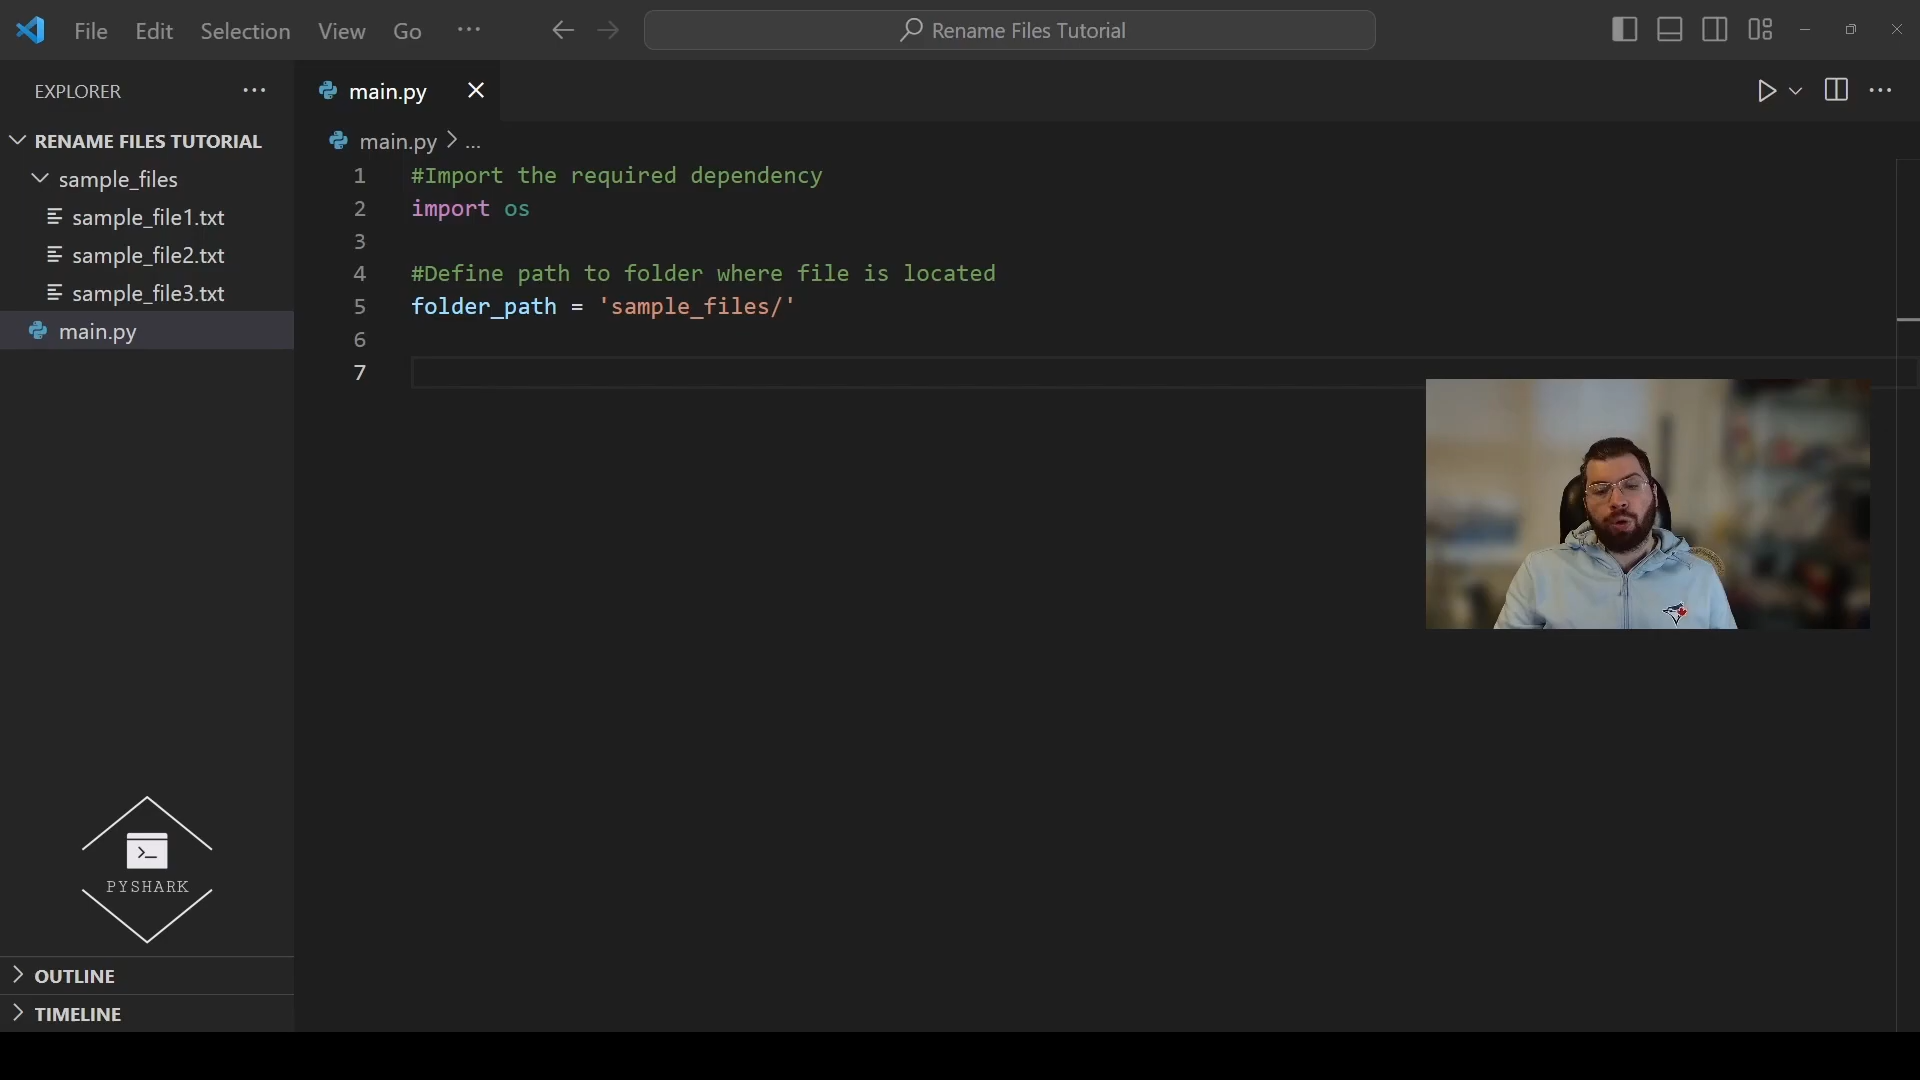 File Edit Selection View Go ···
Rename Files Tutorial
EXPLORER ···
main.py
RENAME FILES TUTORIAL
sample_files
sample_file1.txt
sample_file2.txt
sample_file3.txt
main.py
main.py > ...
1 #Import the required dependency
2 import os
3
4 #Define path to folder where file is located
5 folder_path = 'sample_files/'
6
7
>_
PYSHARK
OUTLINE
TIMELINE